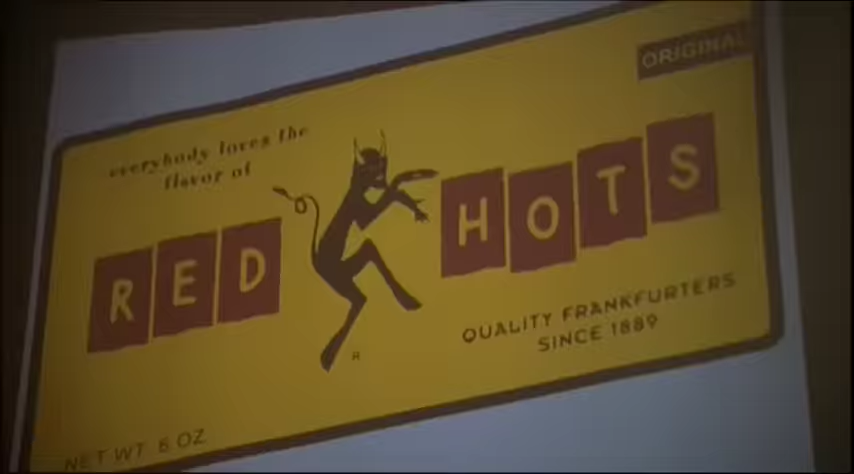 ORIGINAL
everybody loves the
flavor of
RED HOTS
QUALITY FRANKFURTERS
SINCE 1889
®
NET WT 6 OZ